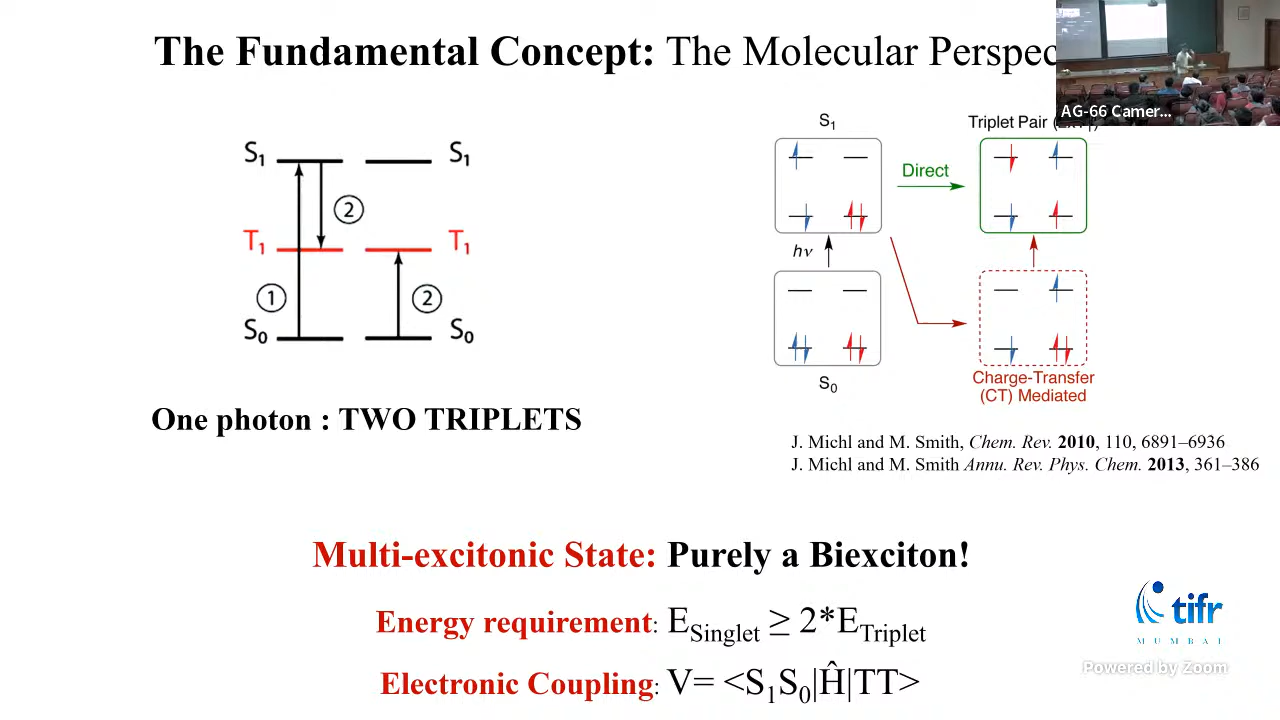 The Fundamental Concept: The Molecular Perspec
AG-66 Camer...
S1
S1
②
T1
T1
①
②
S0
S0
One photon : TWO TRIPLETS
S1
Triplet Pair
Direct
hν
S0
Charge-Transfer
(CT) Mediated
J. Michl and M. Smith, Chem. Rev. 2010, 110, 6891–6936
J. Michl and M. Smith Annu. Rev. Phys. Chem. 2013, 361–386
Multi-excitonic State: Purely a Biexciton!
Energy requirement: E_Singlet ≥ 2*E_Triplet
Electronic Coupling: V= <S1S0|Ĥ|TT>
tifr
MUMBAI
Powered by Zoom